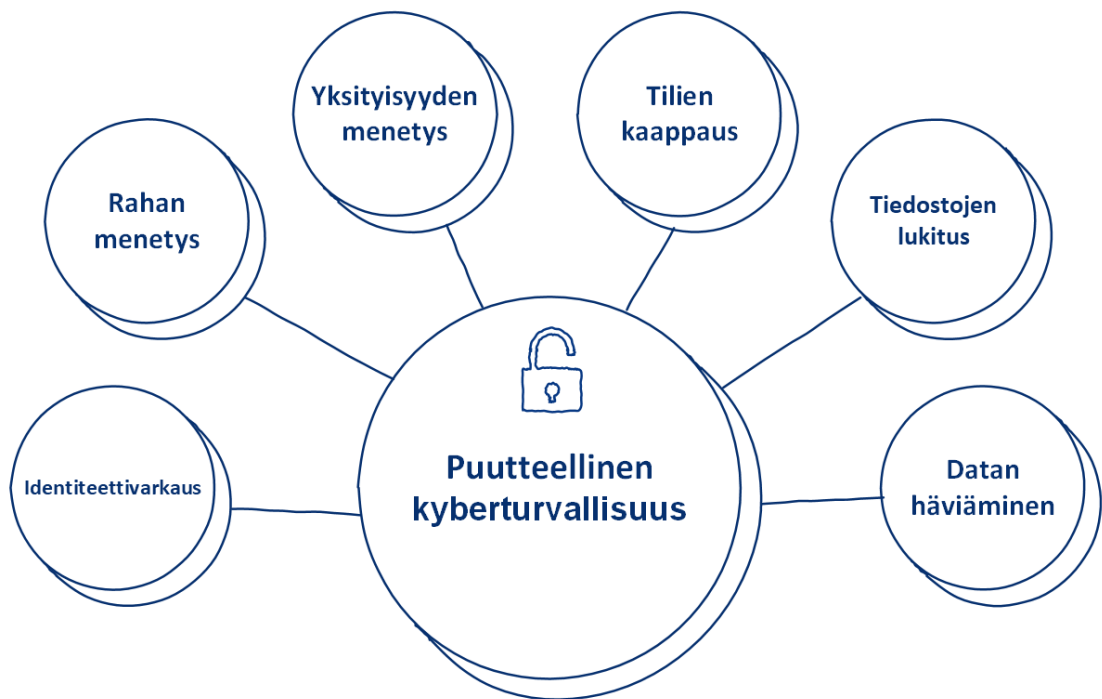 Yksityisyyden
menetys
Tilien
kaappaus
Rahan
menetys
Tiedostojen
lukitus
Identiteettivarkaus
Puutteellinen
kyberturvallisuus
Datan
häviäminen